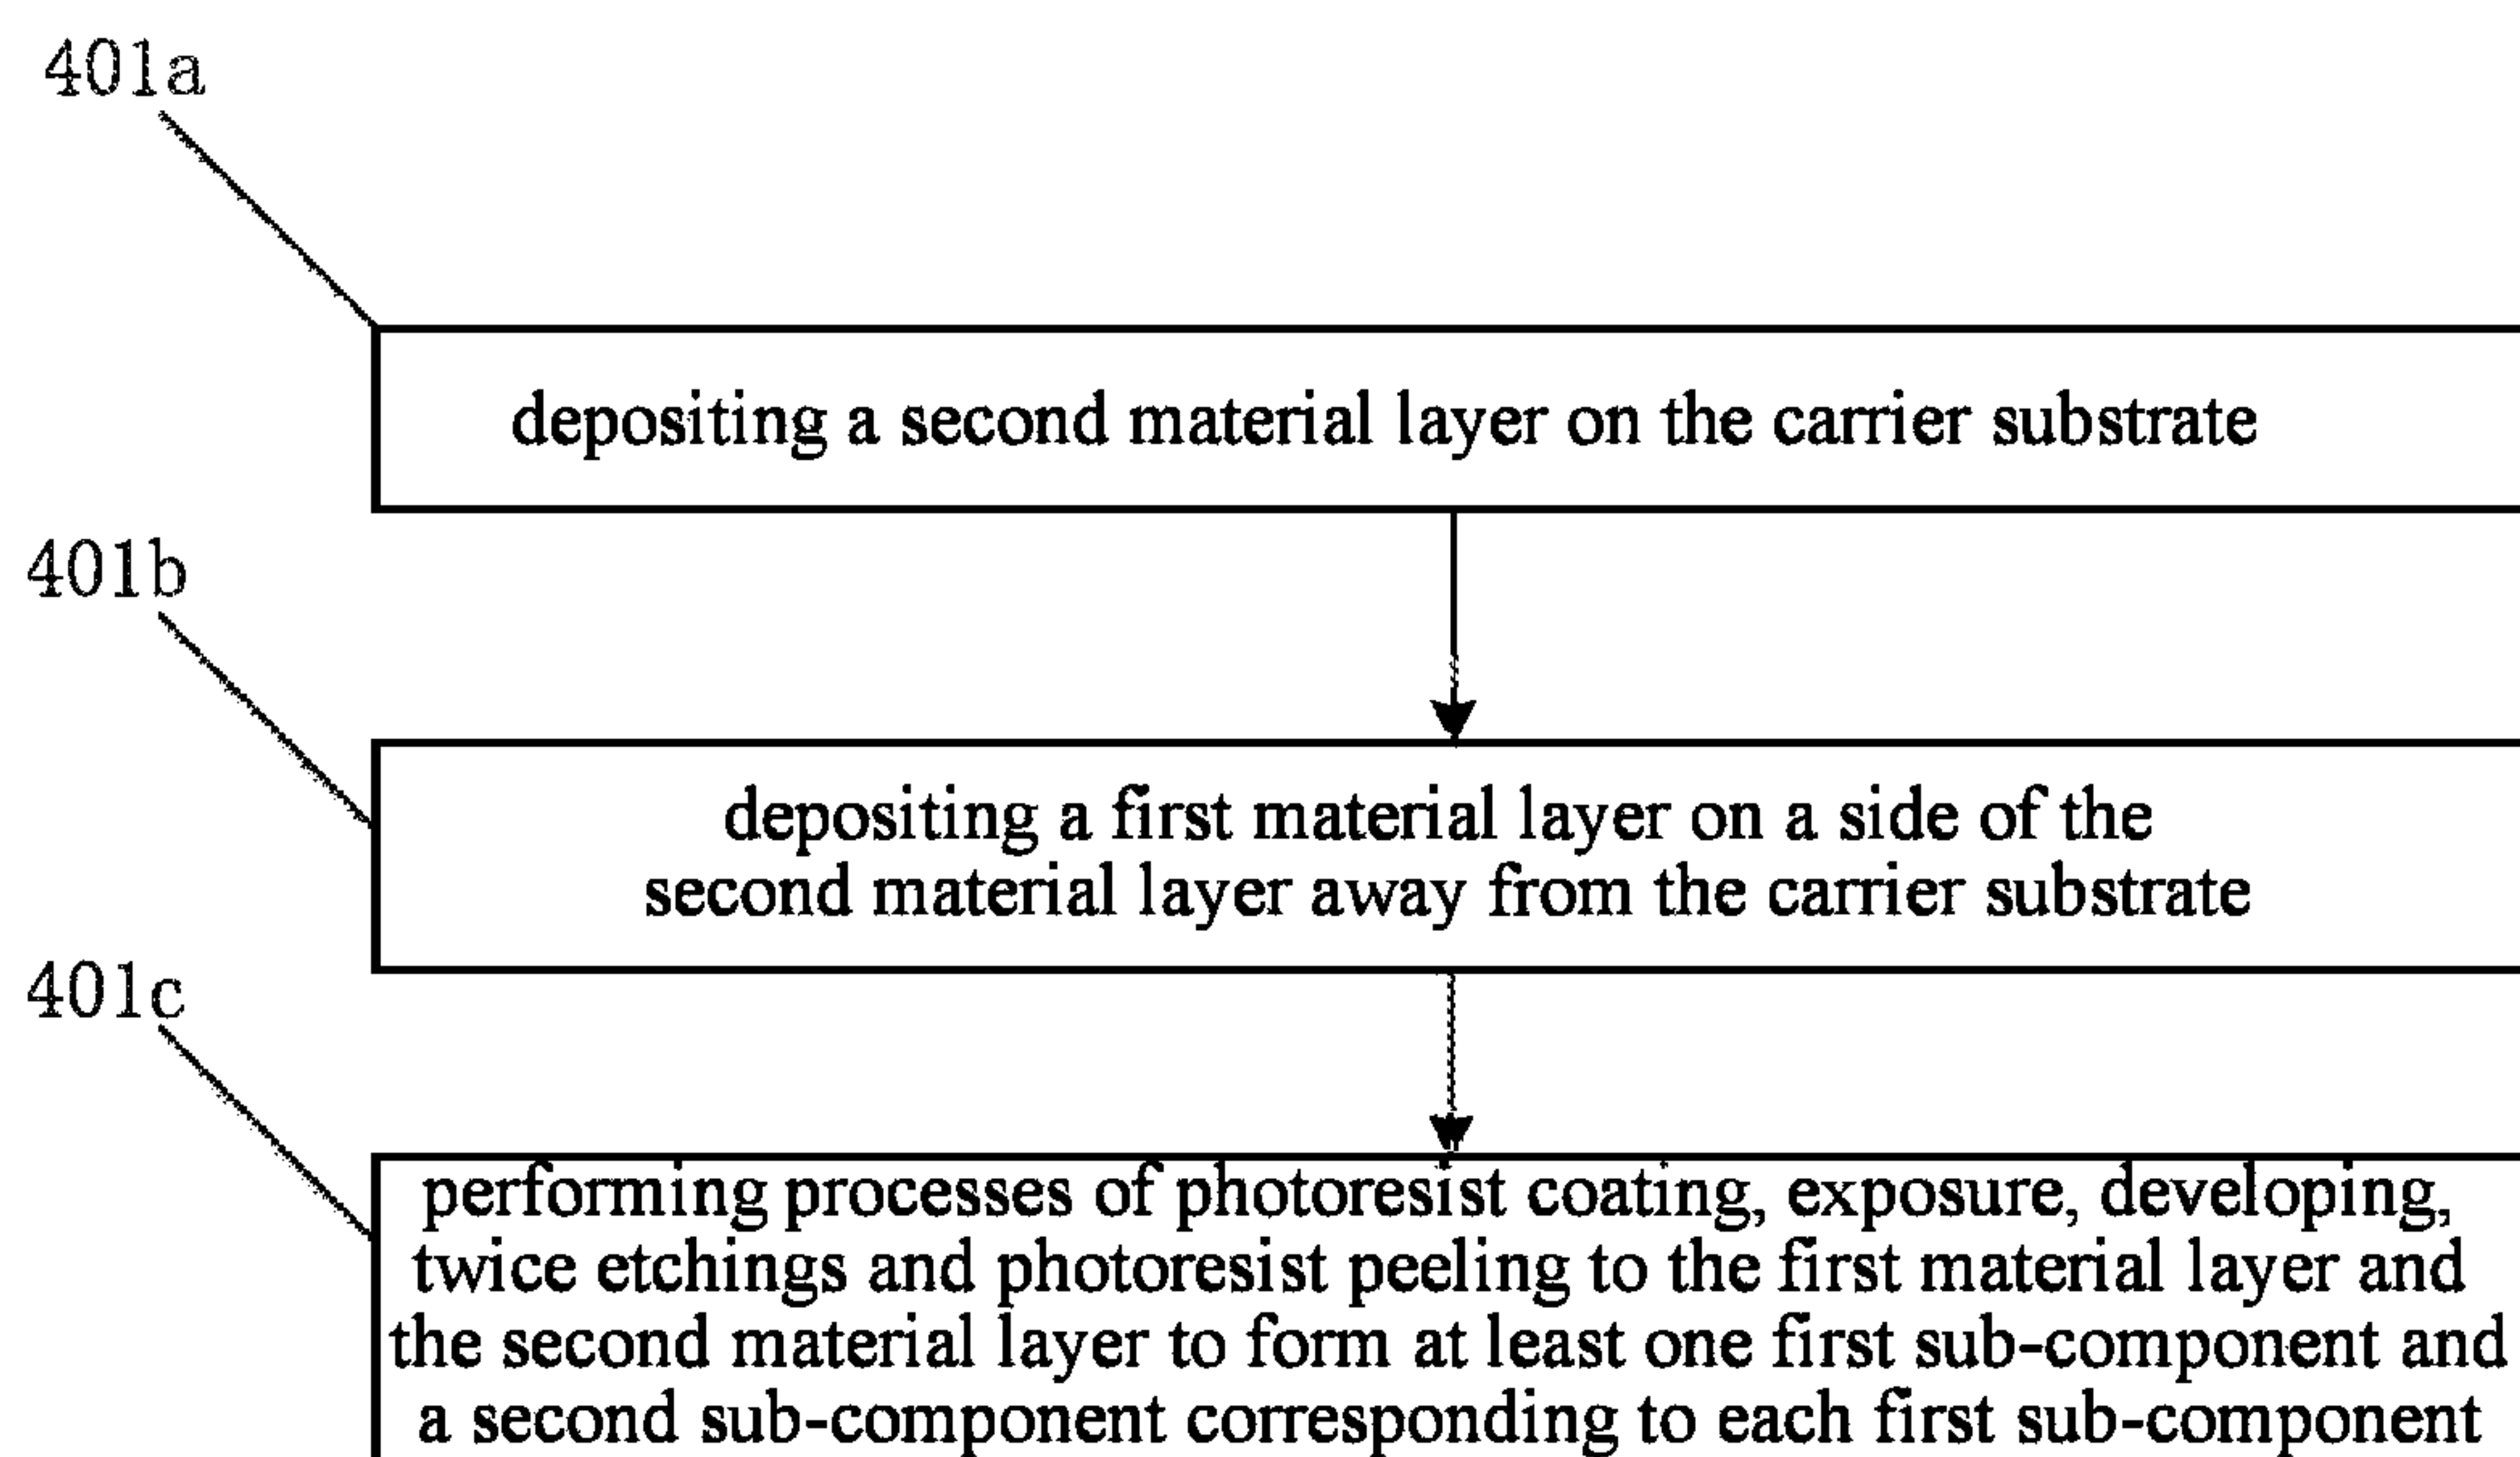 401a
depositing a second material layer on the carrier substrate
401b
depositing a first material layer on a side of the
second material layer away from the carrier substrate
401c
performing processes of photoresist coating, exposure, developing,
twice etchings and photoresist peeling to the first material layer and
the second material layer to form at least one first sub-component and
a second sub-component corresponding to each first sub-component